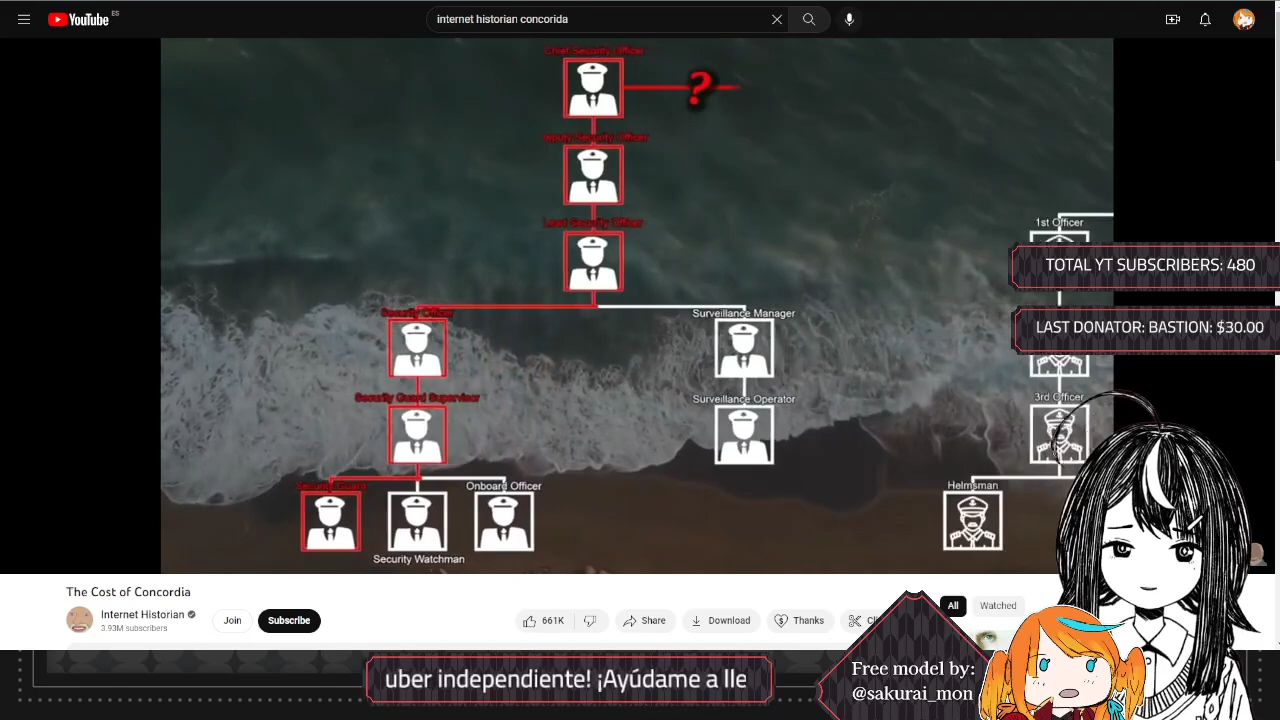 YouTube ES
internet historian concorida
Chief Security Officer
?
Deputy Security Officer
Lead Security Officer
1st Officer
TOTAL YT SUBSCRIBERS: 480
Security Officer
Surveillance Manager
LAST DONATOR: BASTION: $30.00
Security Guard Supervisor
Surveillance Operator
3rd Officer
Security Guard
Onboard Officer
Helmsman
Security Watchman
The Cost of Concordia
Internet Historian
3.93M subscribers
Join
Subscribe
661K
Share
Download
Thanks
All
Watched
uber independiente! ¡Ayúdame a lle
Free model by:
@sakurai_mon